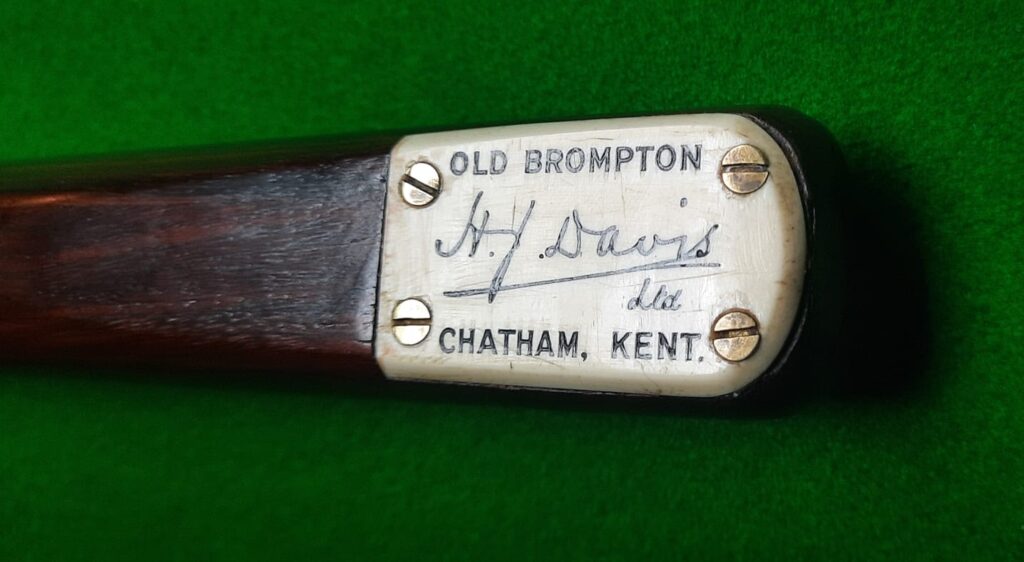 OLD BROMPTON
H.J. Davis
Ltd
CHATHAM, KENT.